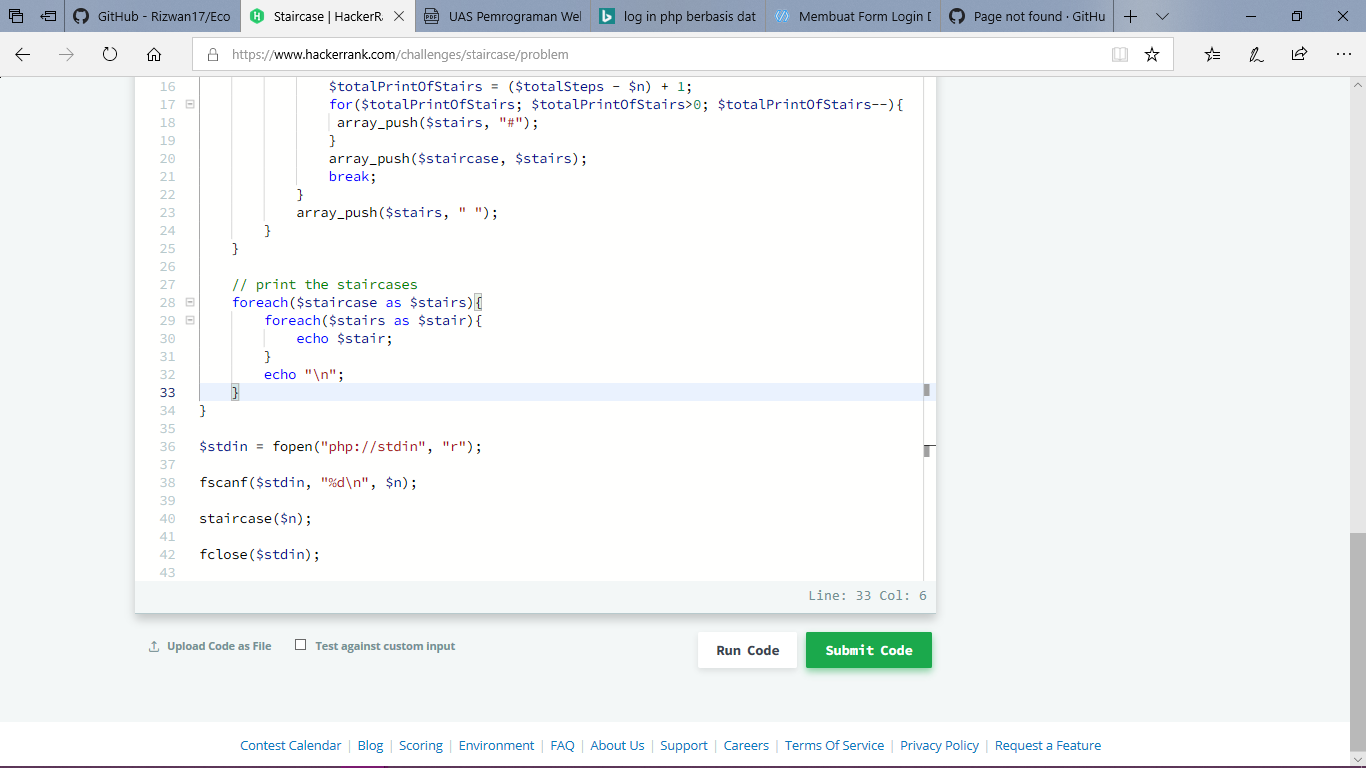 GitHub - Rizwan17/Eco
Staircase | HackerRa
UAS Pemrograman Wel
log in php berbasis dat
Membuat Form Login D
Page not found · GitHu
https://www.hackerrank.com/challenges/staircase/problem
16 $totalPrintOfStairs = ($totalSteps - $n) + 1;
17 for($totalPrintOfStairs; $totalPrintOfStairs>0; $totalPrintOfStairs--){
18 array_push($stairs, "#");
19 }
20 array_push($staircase, $stairs);
21 break;
22 }
23 array_push($stairs, " ");
24 }
25 }
26
27 // print the staircases
28 foreach($staircase as $stairs){
29 foreach($stairs as $stair){
30 echo $stair;
31 }
32 echo "\n";
33 }
34 }
35
36 $stdin = fopen("php://stdin", "r");
37
38 fscanf($stdin, "%d\n", $n);
39
40 staircase($n);
41
42 fclose($stdin);
43
Line: 33 Col: 6
Upload Code as File
Test against custom input
Run Code
Submit Code
Contest Calendar | Blog | Scoring | Environment | FAQ | About Us | Support | Careers | Terms Of Service | Privacy Policy | Request a Feature